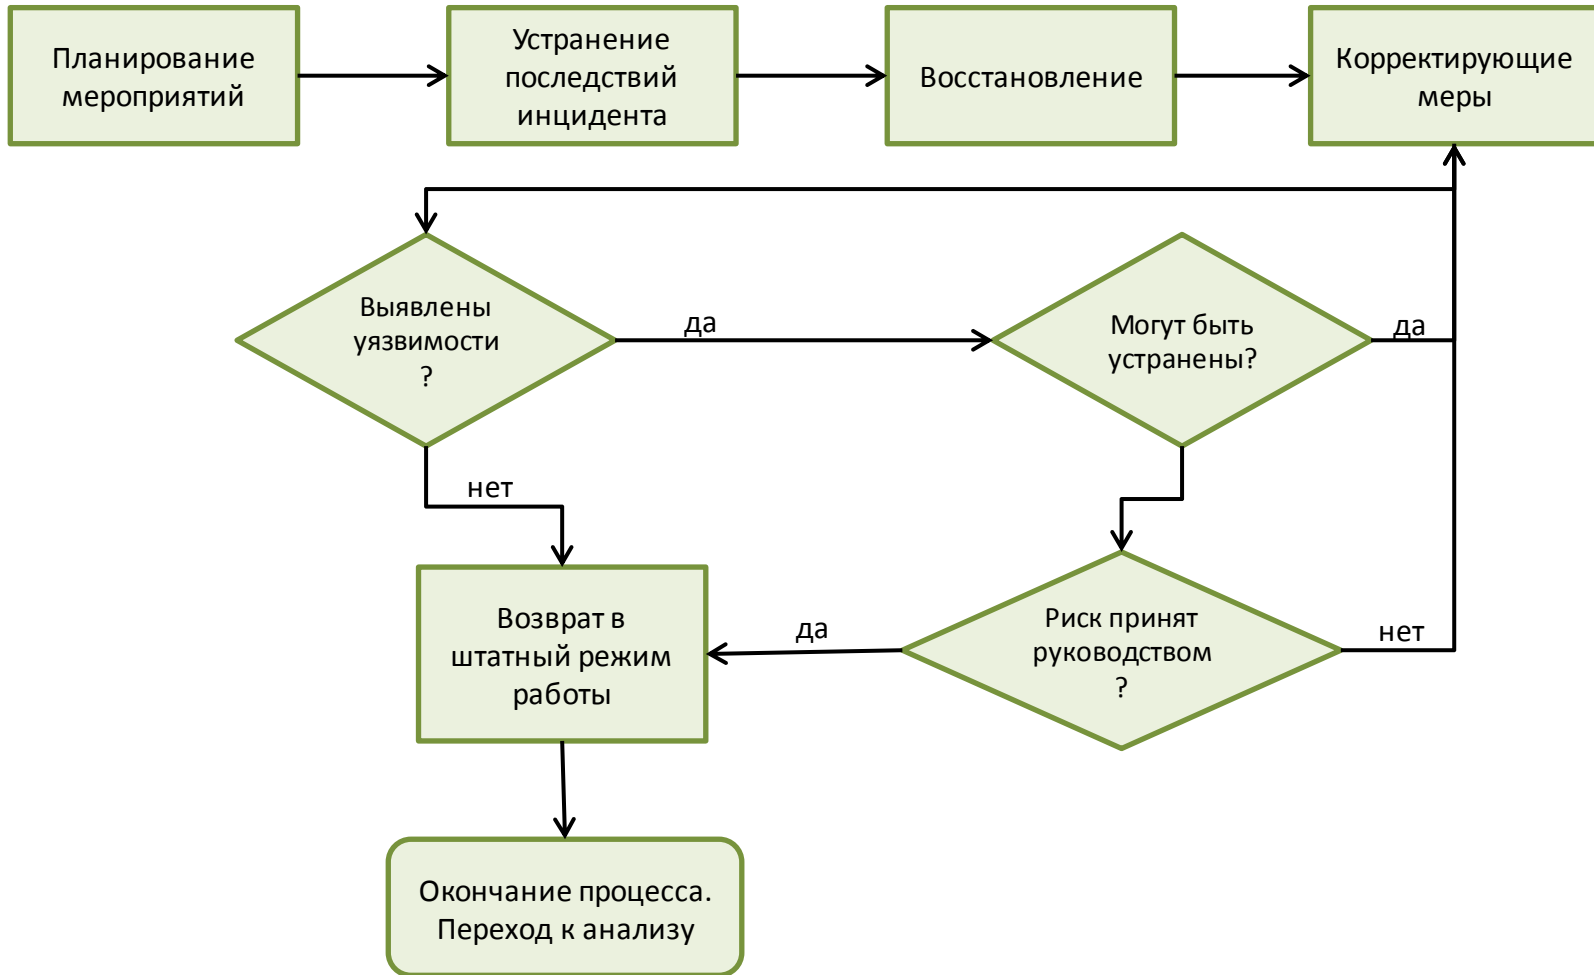 Планирование
мероприятий
Устранение
последствий
инцидента
Восстановление
Корректирующие
меры
Выявлены
уязвимости
?
да
Могут быть
устранены?
да
нет
Возврат в
штатный режим
работы
да
Риск принят
руководством
?
нет
Окончание процесса.
Переход к анализу